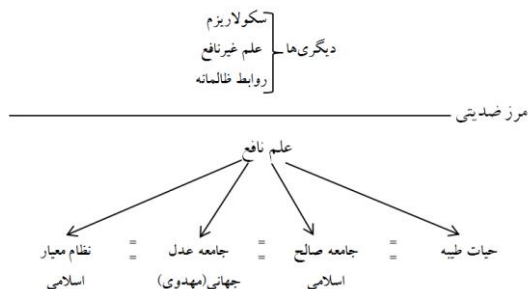 سکولاریزم
دیگری‌ها
علم غیرنافع
روابط ظالمانه
مرز ضدیتی
علم نافع
حیات طیبه = جامعه صالح = جامعه عدل = نظام معیار
اسلامی جهانی(مهدوی) اسلامی